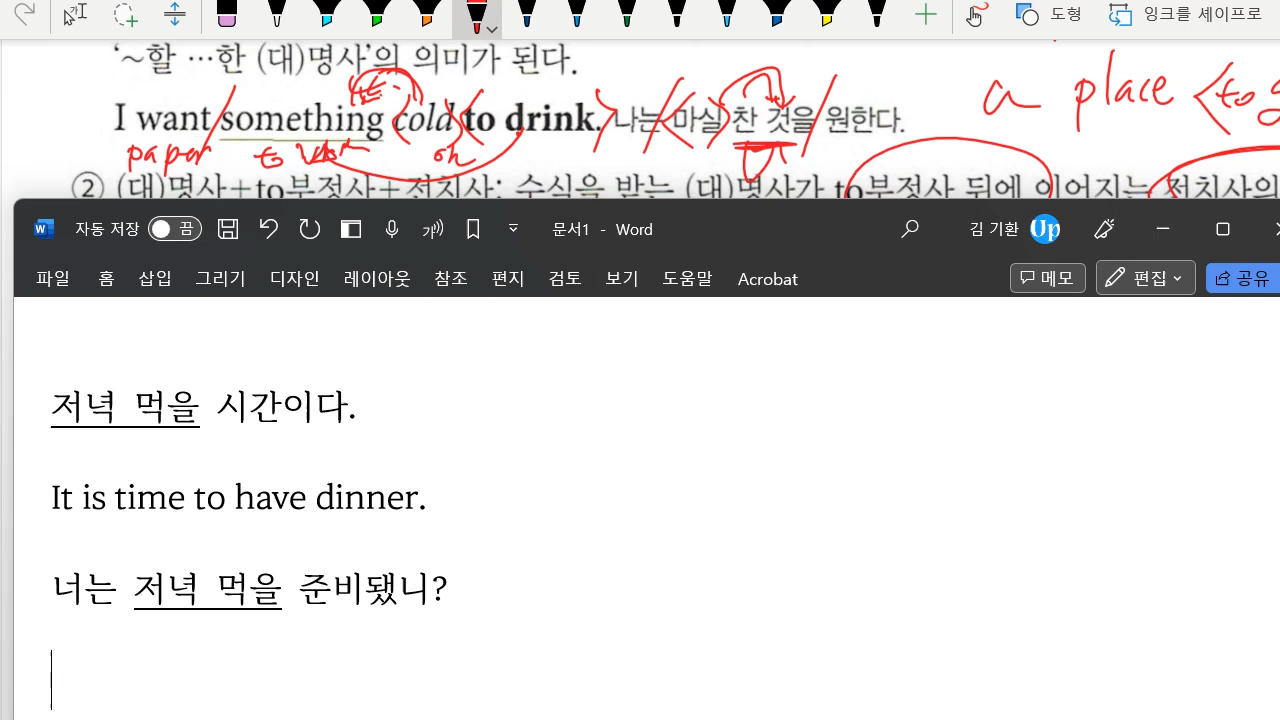 도형 잉크를 셰이프로
'~할 …한 (대)명사'의 의미가 된다.
a place <to
I want something cold to drink. 나는 마실 찬 것을 원한다.
paper to on
② (대)명사+to부정사+전치사: 수식을 받는 (대)명사가 to부정사 뒤에 이어지는 전치사의
자동 저장 끔 가 문서1 - Word 김 기환 Up
파일 홈 삽입 그리기 디자인 레이아웃 참조 편지 검토 보기 도움말 Acrobat 메모 편집 공유
저녁 먹을 시간이다.
It is time to have dinner.
너는 저녁 먹을 준비됐니?